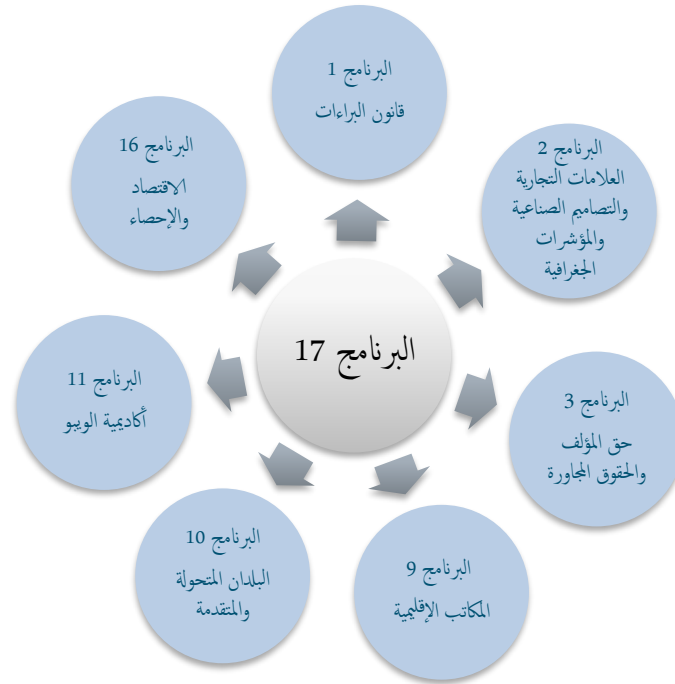 البرنامج 1
قانون البراءات
البرنامج 2
العلامات التجارية
والتصاميم الصناعية
والمؤشرات
الجغرافية
البرنامج 3
حق المؤلف
والحقوق المجاورة
البرنامج 9
المكاتب الإقليمية
البرنامج 10
البلدان المتحولة
والمتقدمة
البرنامج 11
أكاديمية الويبو
البرنامج 16
الاقتصاد
والإحصاء
البرنامج 17